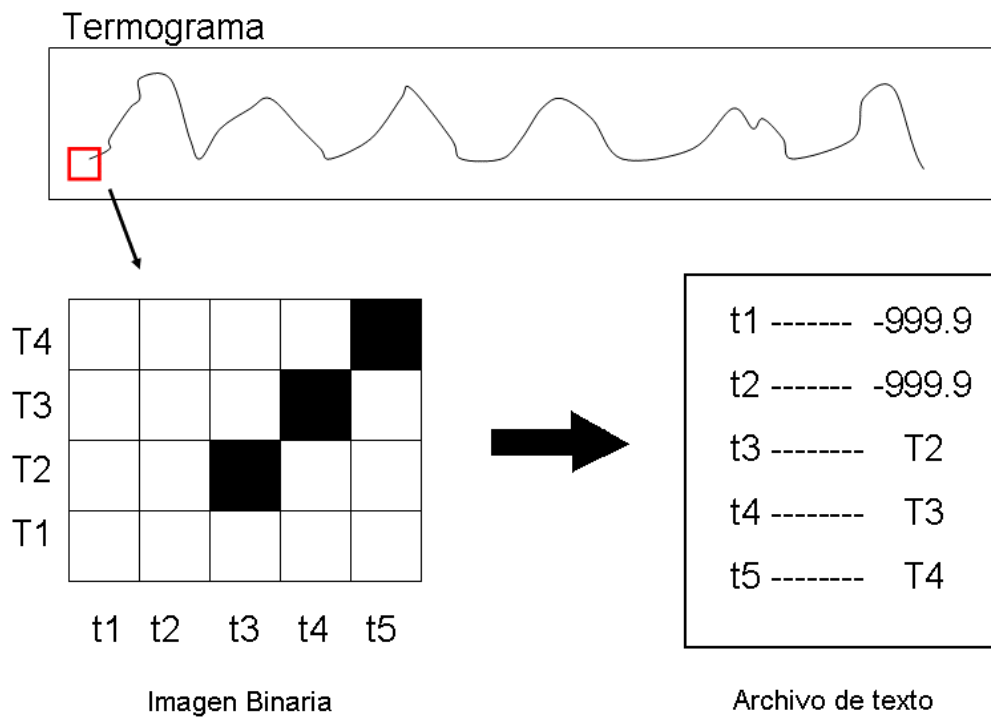 Termograma
T4
T3
T2
T1
t1 t2 t3 t4 t5
Imagen Binaria
t1 ------- -999.9
t2 ------- -999.9
t3 -------- T2
t4 -------- T3
t5 -------- T4
Archivo de texto